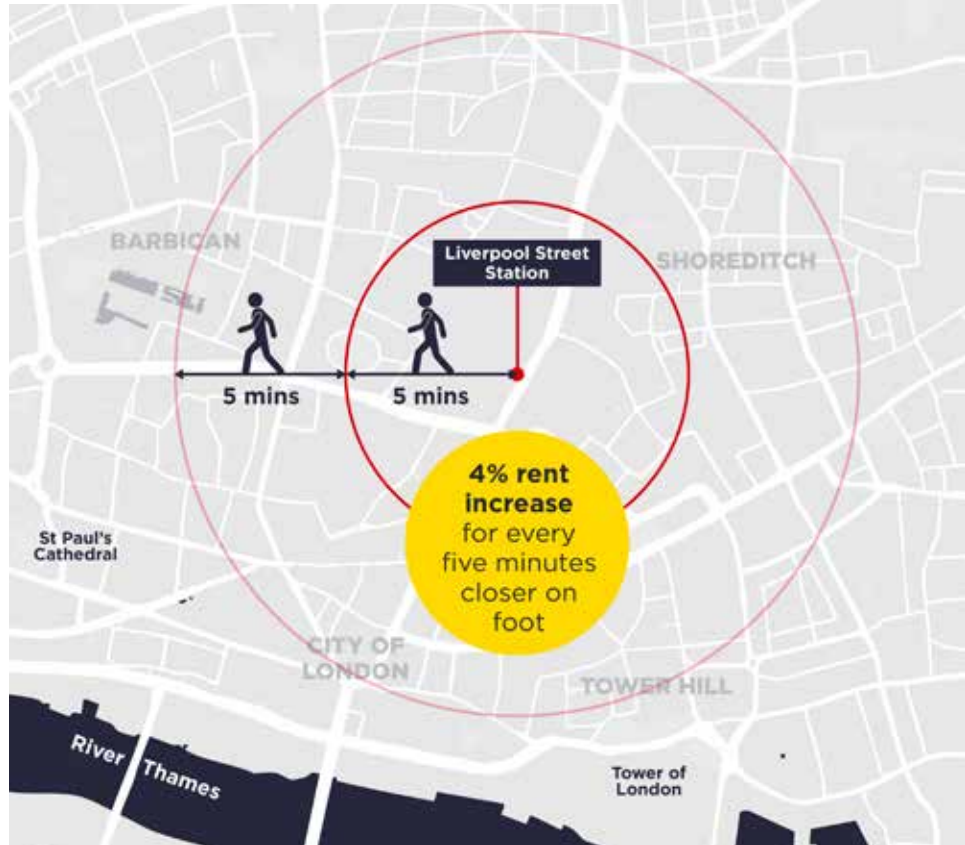 BARBICAN
Liverpool Street
Station
SHOREDITCH
5 mins
5 mins
4% rent
increase
for every
five minutes
closer on
foot
St Paul's
Cathedral
CITY OF
LONDON
TOWER HILL
River Thames
Tower of
London